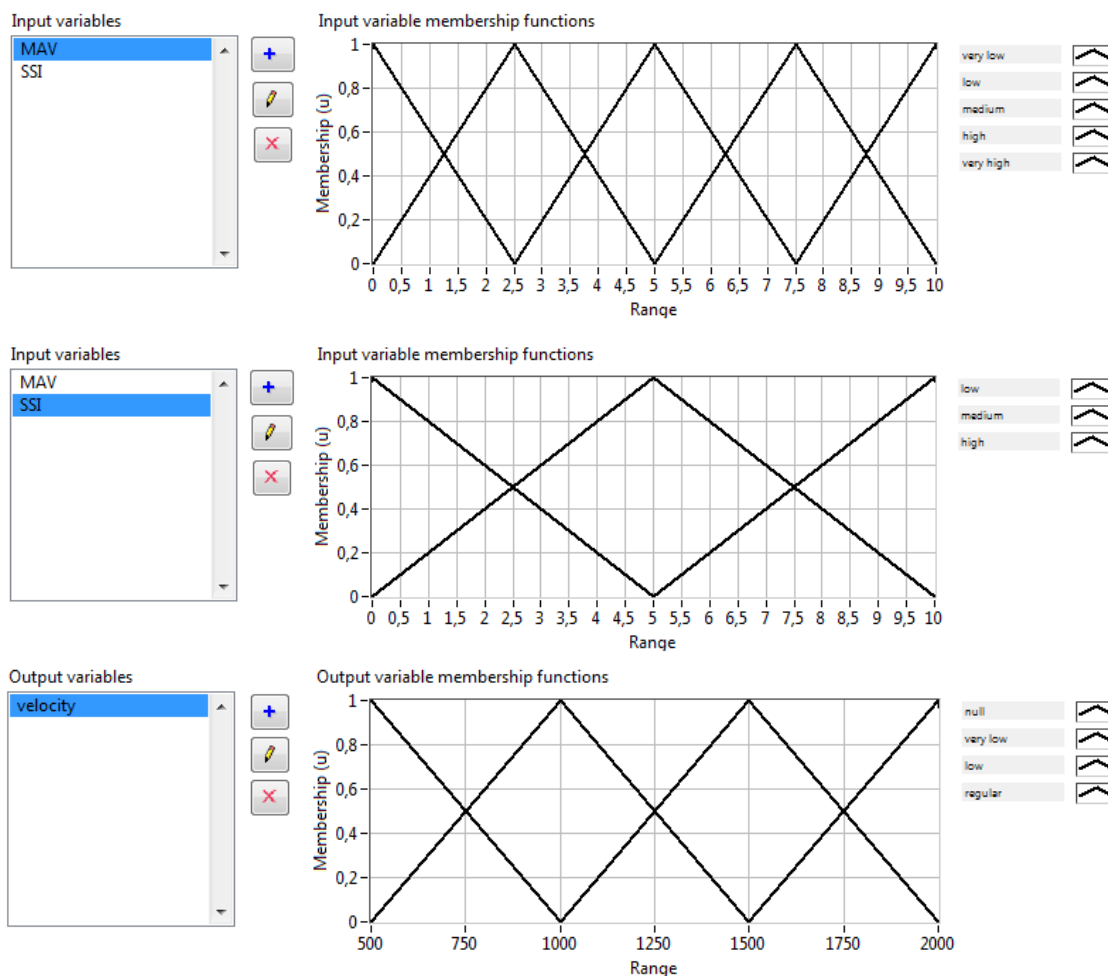 Input variables
Input variable membership functions
MAV
SSI
very low
low
medium
high
very high
Membership (u)
1
0,8
0,6
0,4
0,2
0
0 0,5 1 1,5 2 2,5 3 3,5 4 4,5 5 5,5 6 6,5 7 7,5 8 8,5 9 9,5 10
Range
Input variables
Input variable membership functions
MAV
SSI
low
medium
high
Membership (u)
1
0,8
0,6
0,4
0,2
0
0 0,5 1 1,5 2 2,5 3 3,5 4 4,5 5 5,5 6 6,5 7 7,5 8 8,5 9 9,5 10
Range
Output variables
Output variable membership functions
velocity
null
very low
low
regular
Membership (u)
1
0,8
0,6
0,4
0,2
0
500 750 1000 1250 1500 1750 2000
Range